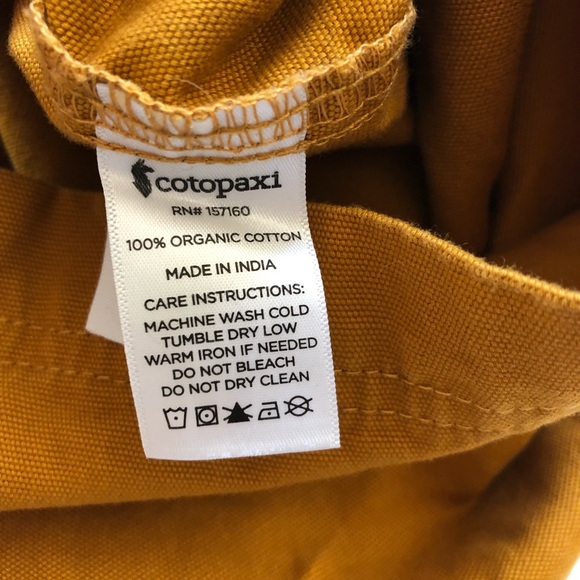 cotopaxi
RN# 157160
100% ORGANIC COTTON
MADE IN INDIA
CARE INSTRUCTIONS:
MACHINE WASH COLD
TUMBLE DRY LOW
WARM IRON IF NEEDED
DO NOT BLEACH
DO NOT DRY CLEAN